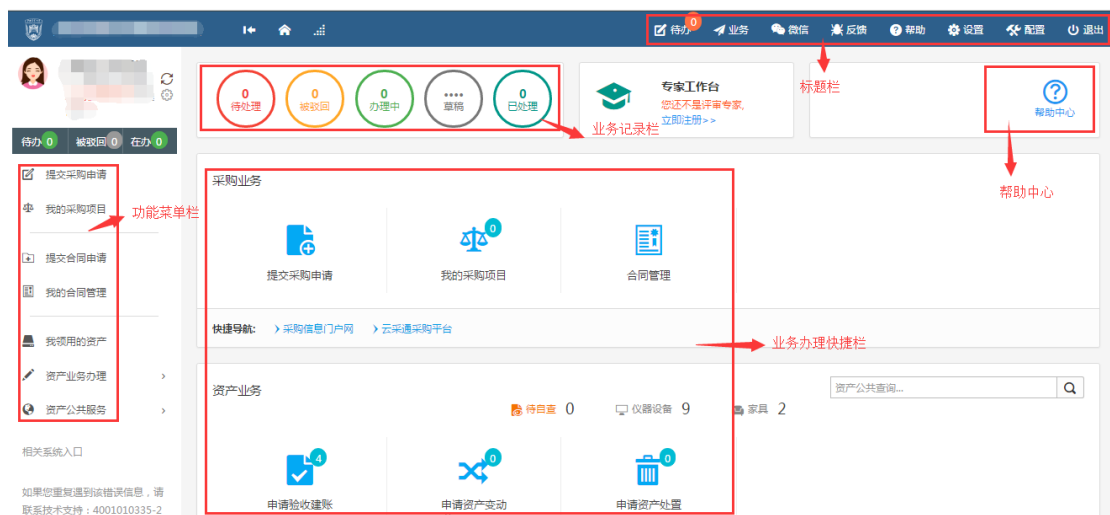 待办 0 业务 微信 反馈 帮助 设置 配置 退出
标题栏
0 待处理
0 被驳回
0 办理中
•••• 草稿
0 已处理
业务记录栏
专家工作台
您还不是评审专家,
立即注册>>
帮助中心
帮助中心
待办 0 被驳回 0 在办 0
提交采购申请
我的采购项目
功能菜单栏
提交合同申请
我的合同管理
我领用的资产
资产业务办理
资产公共服务
相关系统入口
如果您重复遇到该错误信息，请
联系技术支持：4001010335-2
采购业务
提交采购申请
0 我的采购项目
合同管理
快捷导航: 采购信息门户网 云采通采购平台
业务办理快捷栏
资产业务
资产公共查询...
待自查 0 仪器设备 9 家具 2
4 申请验收建账
0 申请资产变动
0 申请资产处置